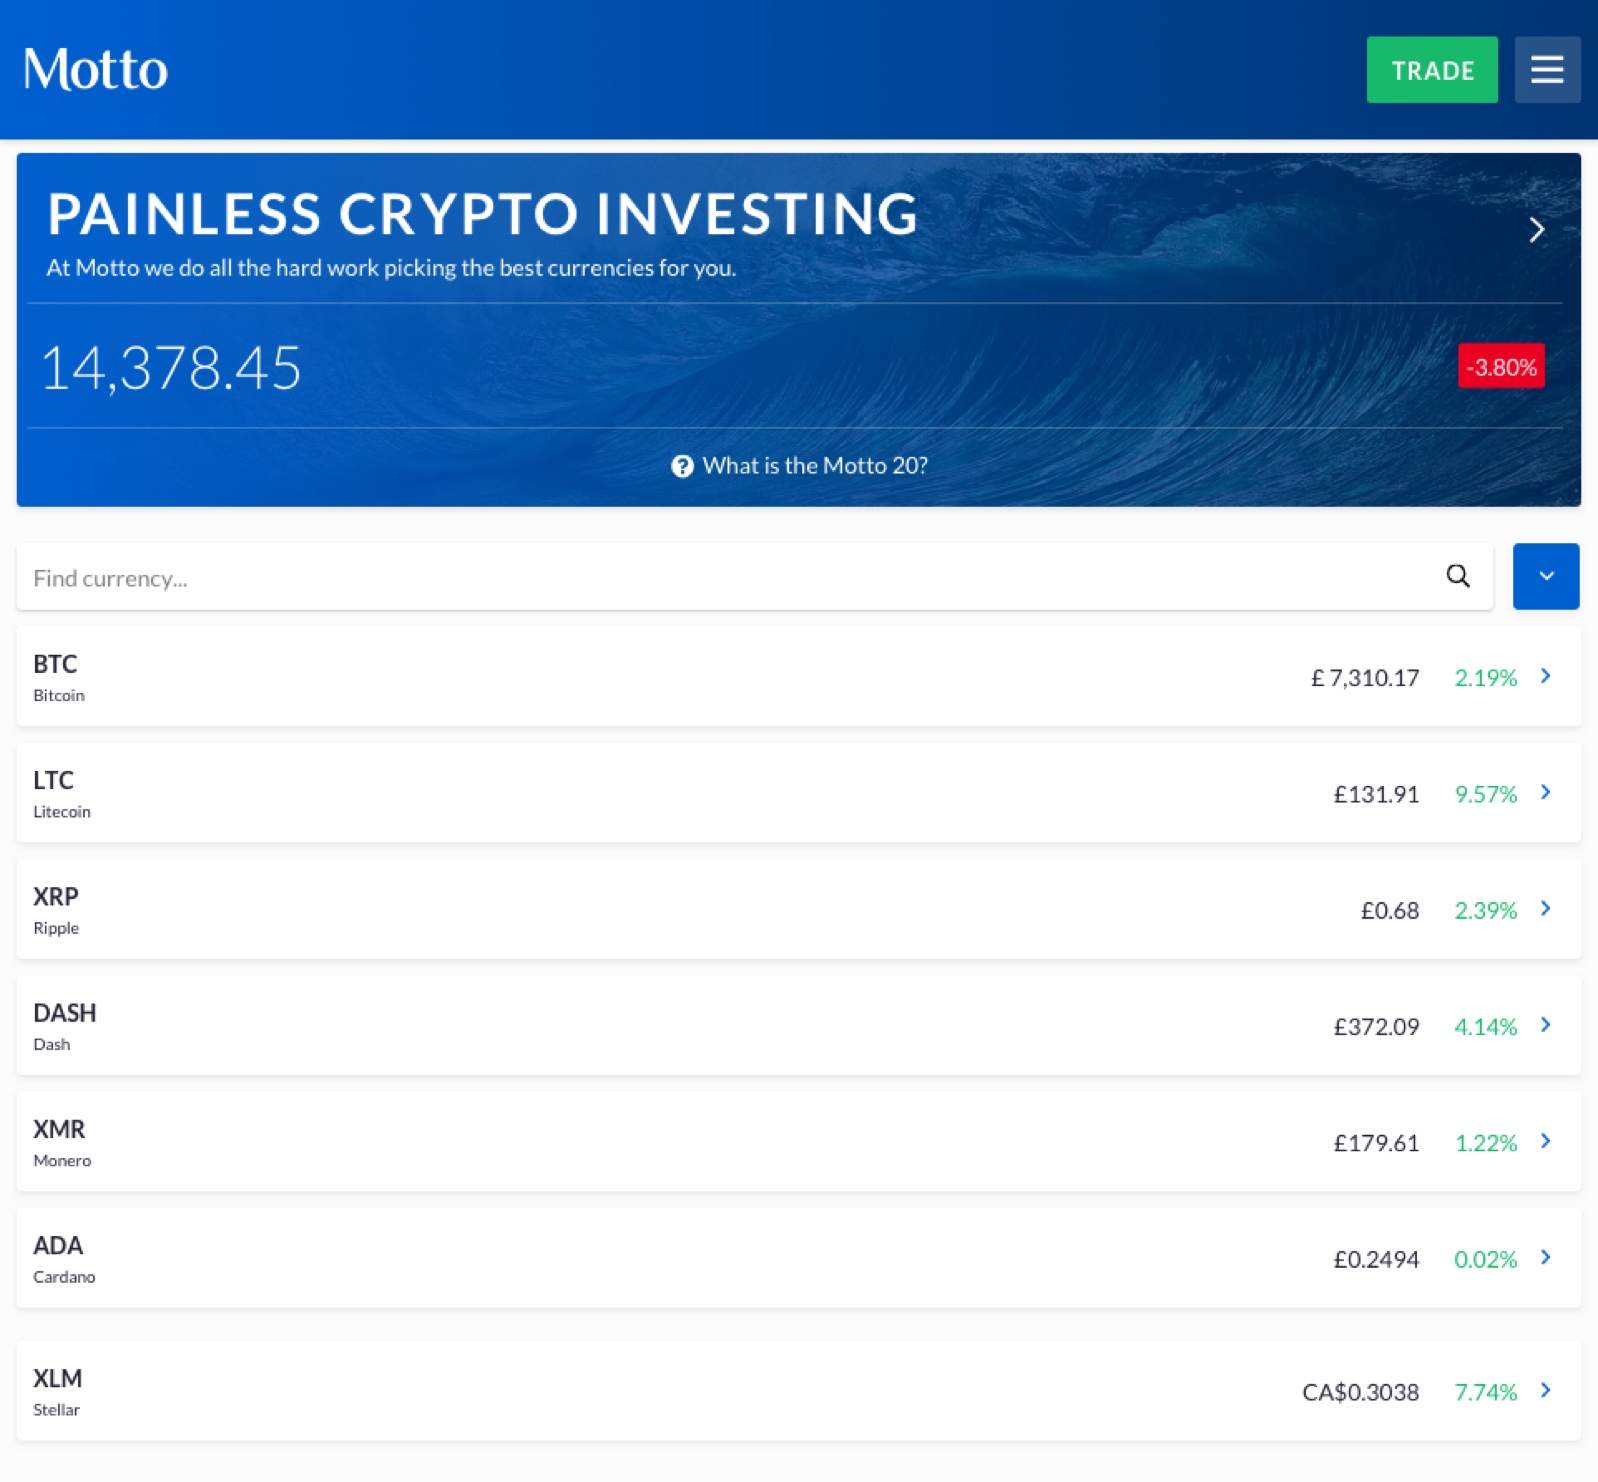 Motto
TRADE
PAINLESS CRYPTO INVESTING
At Motto we do all the hard work picking the best currencies for you.
14,378.45
-3.80%
What is the Motto 20?
Find currency...
BTC
Bitcoin
£ 7,310.17
2.19%
LTC
Litecoin
£131.91
9.57%
XRP
Ripple
£0.68
2.39%
DASH
Dash
£372.09
4.14%
XMR
Monero
£179.61
1.22%
ADA
Cardano
£0.2494
0.02%
XLM
Stellar
CA$0.3038
7.74%